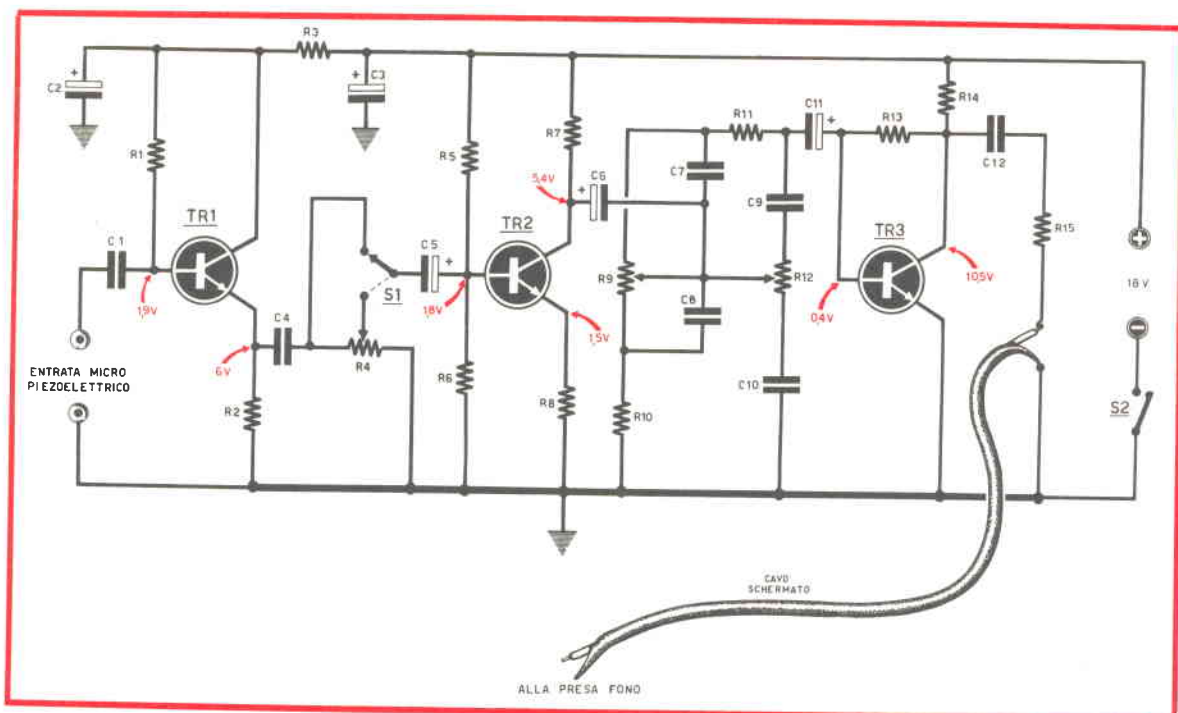 R3
C2
+
+
C3
R14
R1
R5
R7
R11
C11
+
R13
C12
C7
5,4V
+
C6
C9
TR1
C1
C5
+
TR2
TR3
R15
+
S1
R9
R12
10,5V
18 V
1,9V
1,8V
0,4V
C4
C8
1,5V
−
ENTRATA MICRO
PIEZOELETTRICO
6V
R4
R6
R8
C10
S2
R2
R10
CAVO
SCHERMATO
ALLA PRESA FONO